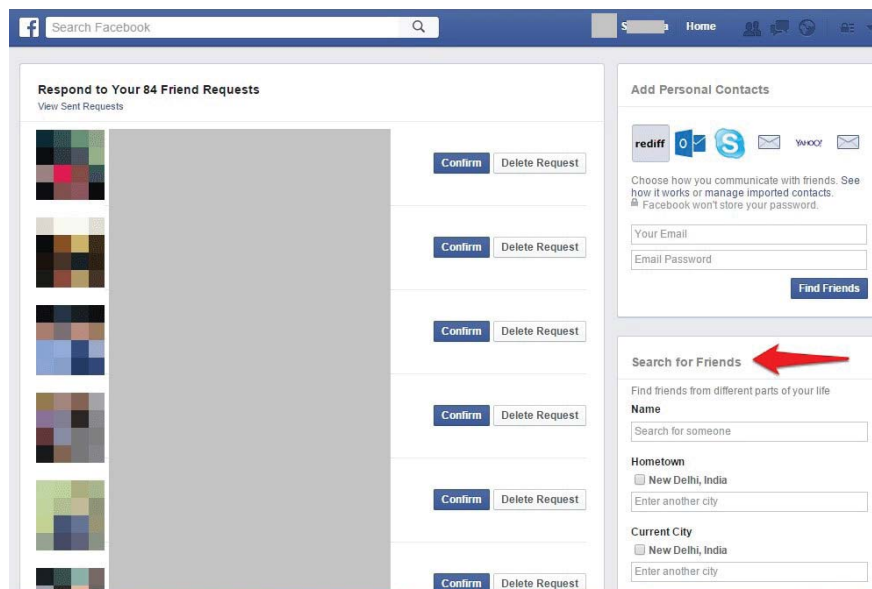 Search Facebook
Home
Respond to Your 84 Friend Requests
View Sent Requests
Confirm Delete Request
Confirm Delete Request
Confirm Delete Request
Confirm Delete Request
Confirm Delete Request
Confirm Delete Request
Add Personal Contacts
rediff YAHOO!
Choose how you communicate with friends. See
how it works or manage imported contacts.
Facebook won't store your password.
Your Email
Email Password
Find Friends
Search for Friends
Find friends from different parts of your life
Name
Search for someone
Hometown
New Delhi, India
Enter another city
Current City
New Delhi, India
Enter another city